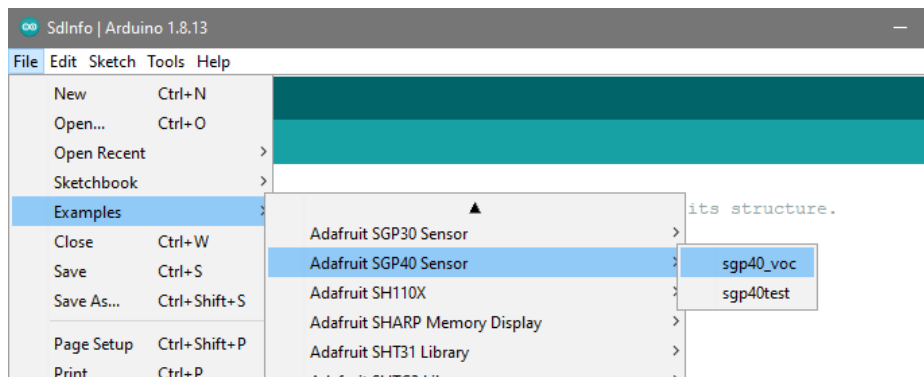 SdInfo | Arduino 1.8.13
File Edit Sketch Tools Help
New Ctrl+N
Open... Ctrl+O
Open Recent
Sketchbook
Examples
Close Ctrl+W
Save Ctrl+S
Save As... Ctrl+Shift+S
Page Setup Ctrl+Shift+P
Print Ctrl+P
its structure.
Adafruit SGP30 Sensor
Adafruit SGP40 Sensor
Adafruit SH110X
Adafruit SHARP Memory Display
Adafruit SHT31 Library
sgp40_voc
sgp40test